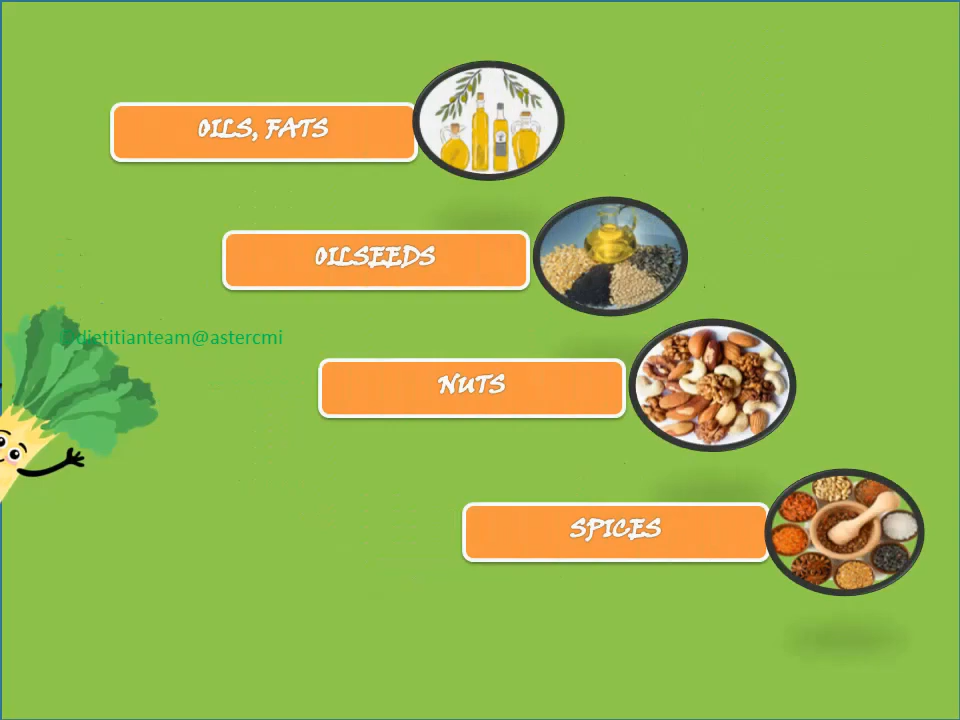 OILS, FATS
OILSEEDS
dietitianteam@astercmi
NUTS
SPICES